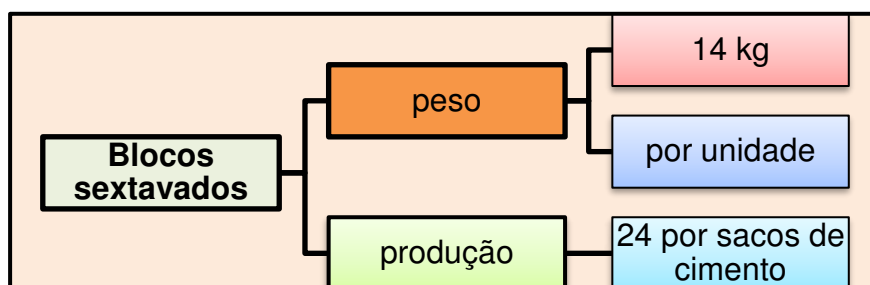 Blocos
sextavados
peso
14 kg
por unidade
produção
24 por sacos de
cimento